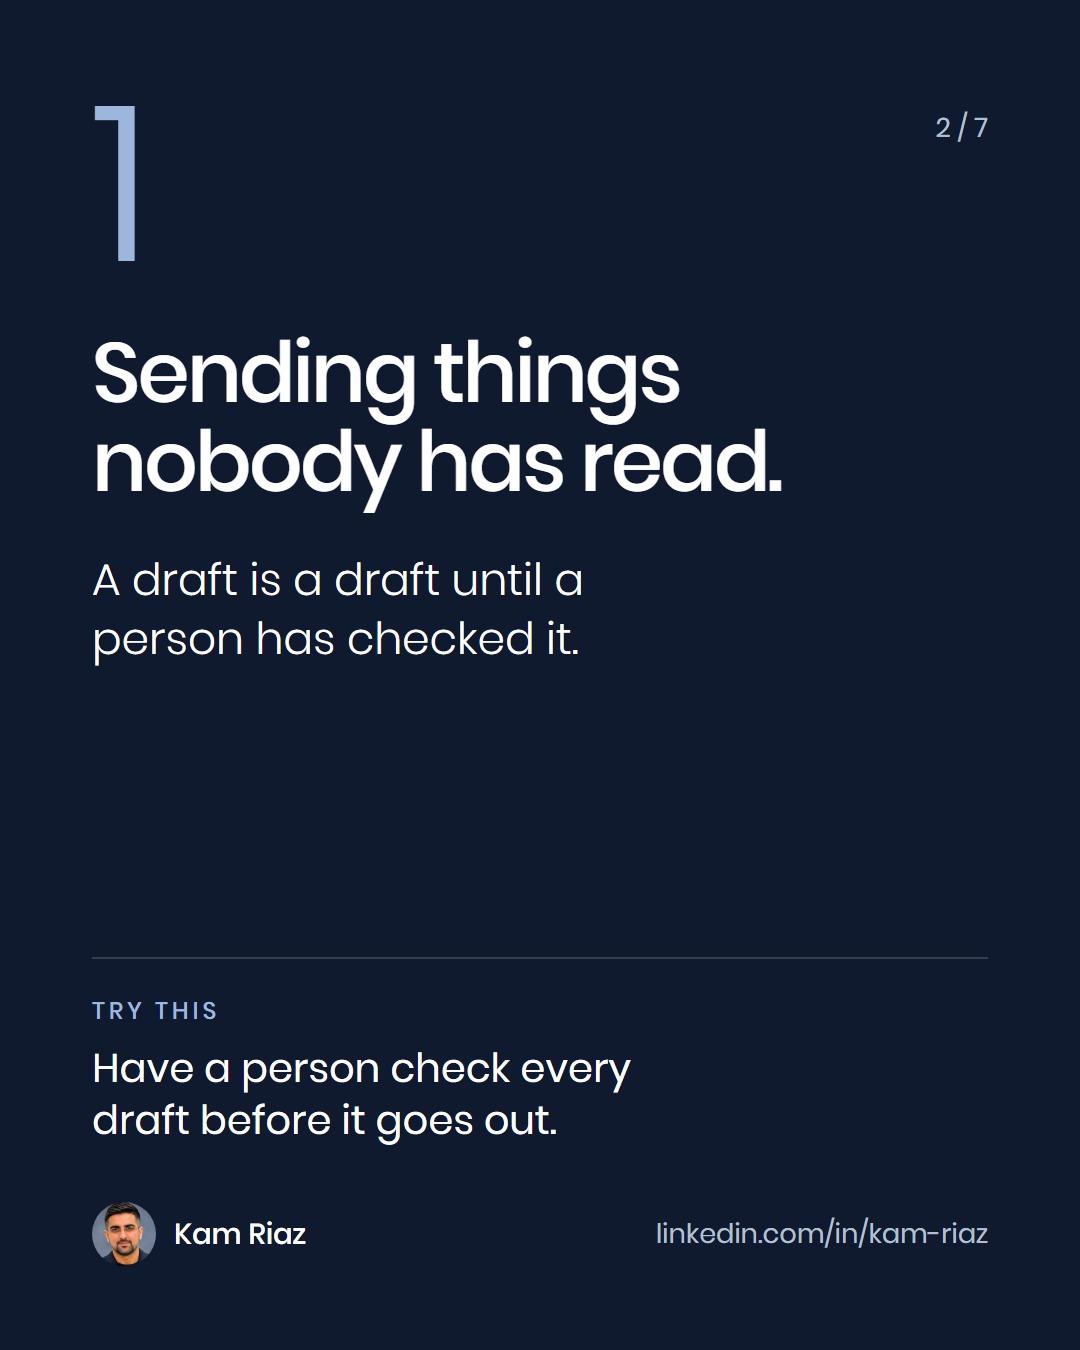 1
2 / 7
Sending things
nobody has read.
A draft is a draft until a
person has checked it.
TRY THIS
Have a person check every
draft before it goes out.
Kam Riaz
linkedin.com/in/kam-riaz